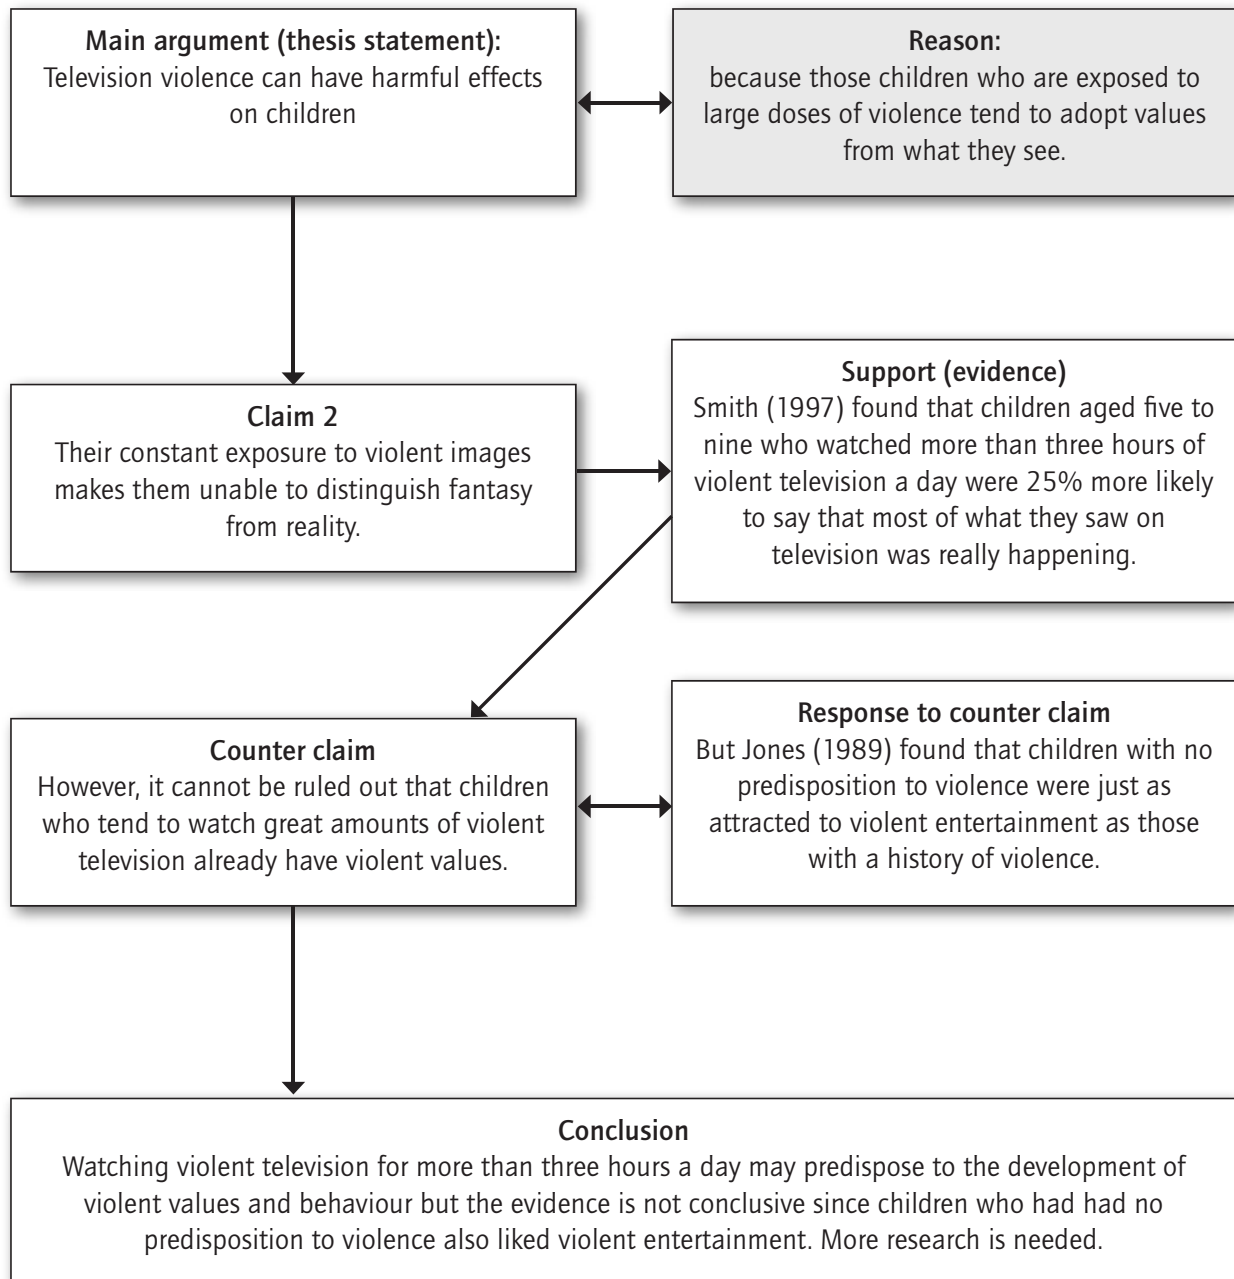 Main argument (thesis statement):
Television violence can have harmful effects
on children
Reason:
because those children who are exposed to
large doses of violence tend to adopt values
from what they see.
Claim 2
Their constant exposure to violent images
makes them unable to distinguish fantasy
from reality.
Support (evidence)
Smith (1997) found that children aged five to
nine who watched more than three hours of
violent television a day were 25% more likely
to say that most of what they saw on
television was really happening.
Counter claim
However, it cannot be ruled out that children
who tend to watch great amounts of violent
television already have violent values.
Response to counter claim
But Jones (1989) found that children with no
predisposition to violence were just as
attracted to violent entertainment as those
with a history of violence.
Conclusion
Watching violent television for more than three hours a day may predispose to the development of
violent values and behaviour but the evidence is not conclusive since children who had had no
predisposition to violence also liked violent entertainment. More research is needed.